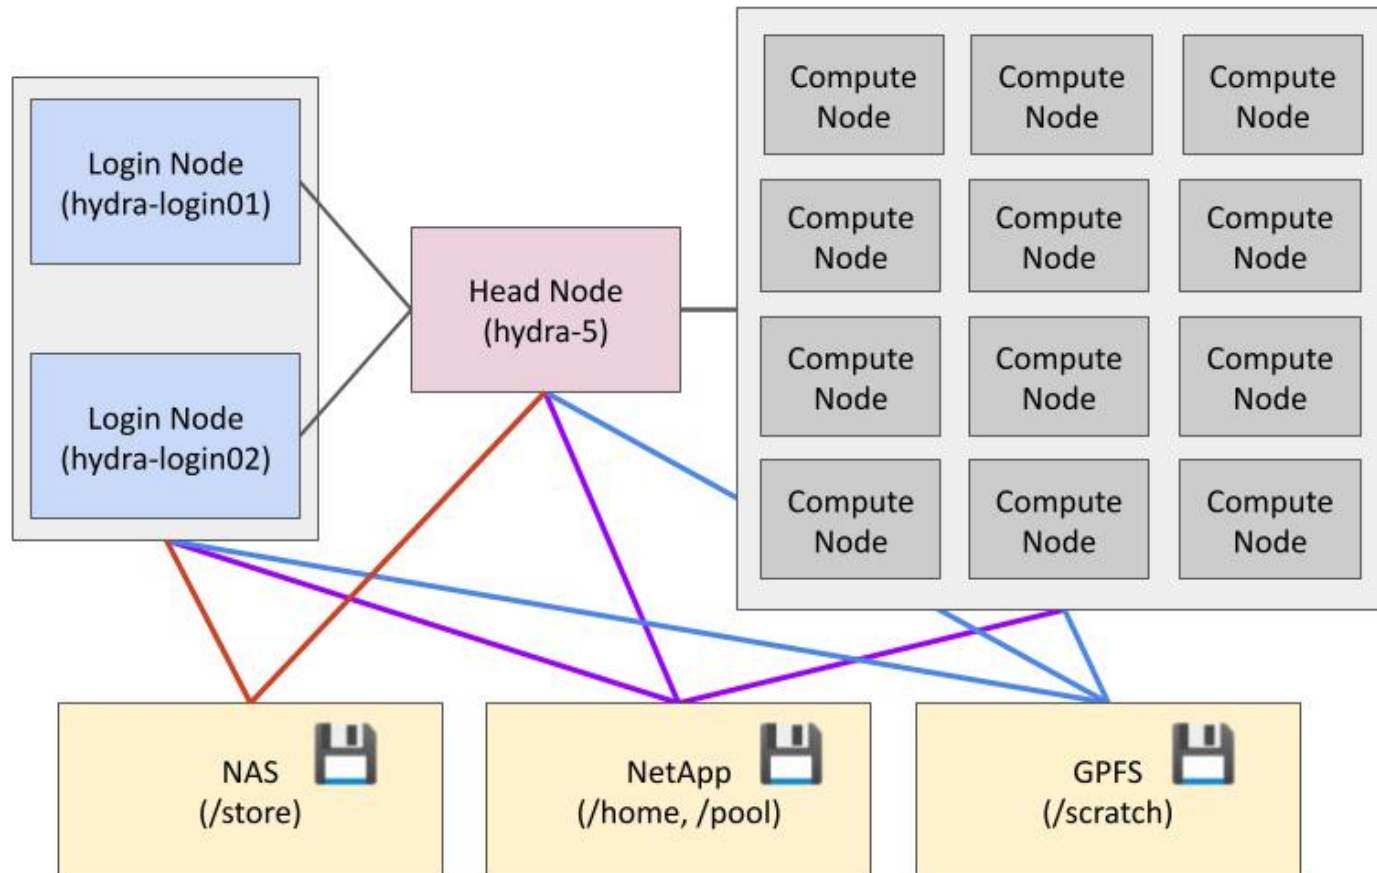 Login Node
(hydra-login01)
Login Node
(hydra-login02)
Head Node
(hydra-5)
Compute
Node
Compute
Node
Compute
Node
Compute
Node
Compute
Node
Compute
Node
Compute
Node
Compute
Node
Compute
Node
Compute
Node
Compute
Node
Compute
Node
NAS
(/store)
NetApp
(/home, /pool)
GPFS
(/scratch)